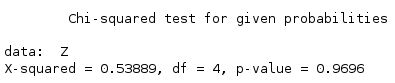 Chi-squared test for given probabilities
data:  Z
X-squared = 0.53889, df = 4, p-value = 0.9696